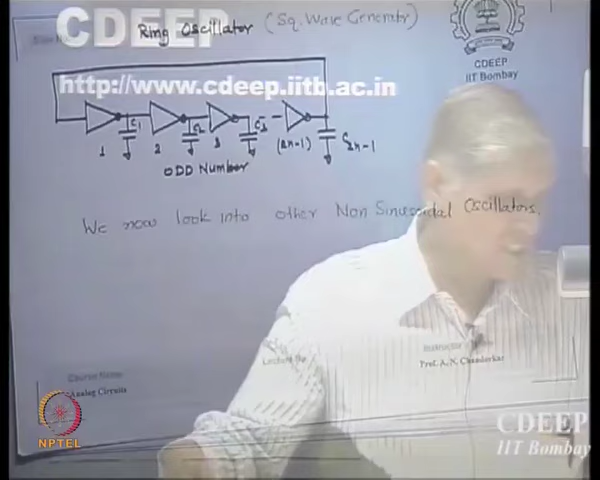 CDEEP
Ring Oscillator (Sq. Wave Generator)
CDEEP
IIT Bombay
http://www.cdeep.iitb.ac.in
C1 C2 C3 C2n-1
1 2 3 (2n-1)
ODD Number
We now look into other Non Sinusoidal Oscillators.
Instructor
Prof. A. N. Chandorkar
Lecture No
Course Name
Analog Circuits
NPTEL
CDEEP
IIT Bombay